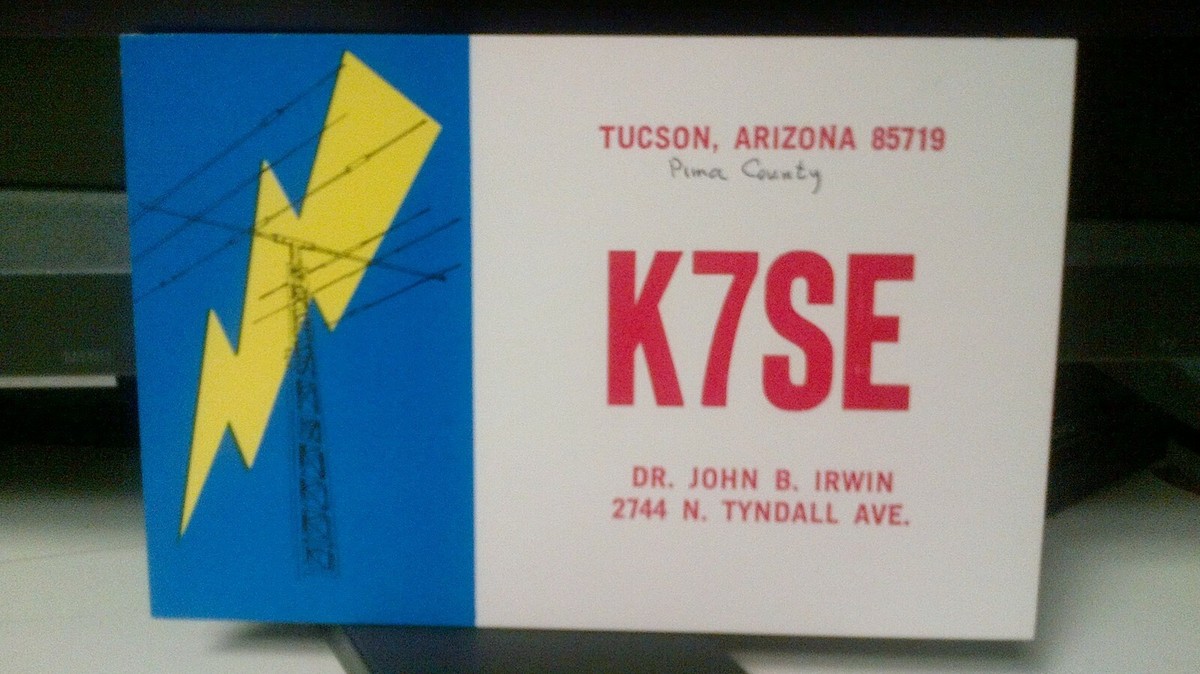 TUCSON, ARIZONA 85719
Pima County
K7SE
DR. JOHN B. IRWIN
2744 N. TYNDALL AVE.